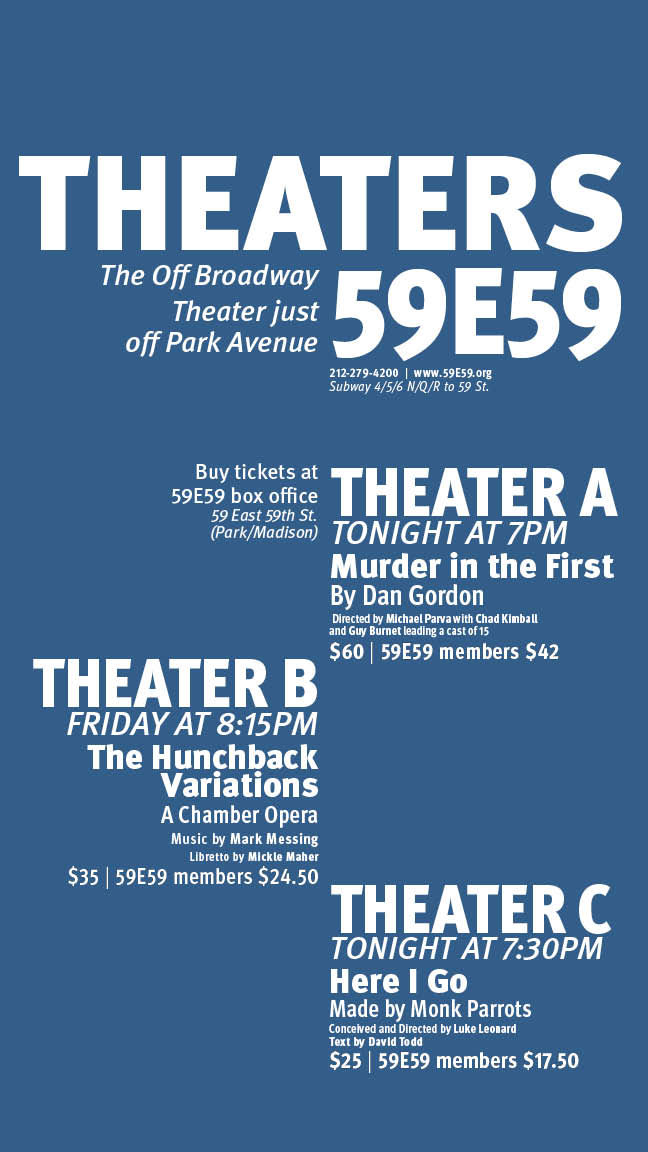 THEATERS
The Off Broadway
Theater just
off Park Avenue
59E59
212-279-4200 | www.59E59.org
Subway 4/5/6 N/Q/R to 59 St.
Buy tickets at
59E59 box office
59 East 59th St.
(Park/Madison)
THEATER A
TONIGHT AT 7PM
Murder in the First
By Dan Gordon
Directed by Michael Parva with Chad Kimball
and Guy Burnet leading a cast of 15
$60 | 59E59 members $42
THEATER B
FRIDAY AT 8:15PM
The Hunchback
Variations
A Chamber Opera
Music by Mark Messing
Libretto by Mickle Maher
$35 | 59E59 members $24.50
THEATER C
TONIGHT AT 7:30PM
Here I Go
Made by Monk Parrots
Conceived and Directed by Luke Leonard
Text by David Todd
$25 | 59E59 members $17.50